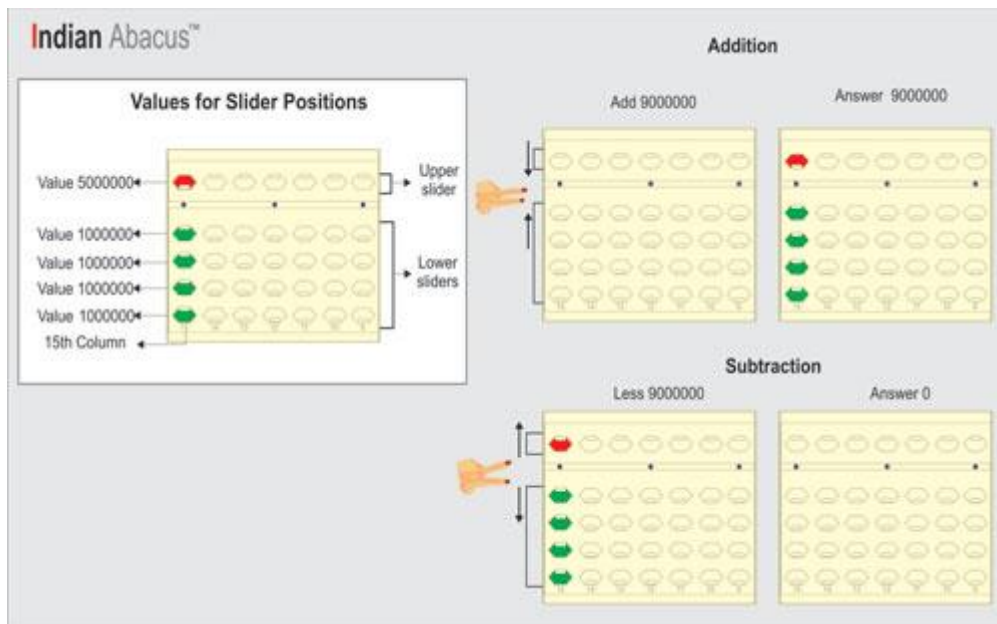 Indian Abacus™
Values for Slider Positions
Value 5000000
Upper
slider
Value 1000000
Value 1000000
Value 1000000
Value 1000000
Lower
sliders
15th Column
Addition
Add 9000000
Answer 9000000
Subtraction
Less 9000000
Answer 0